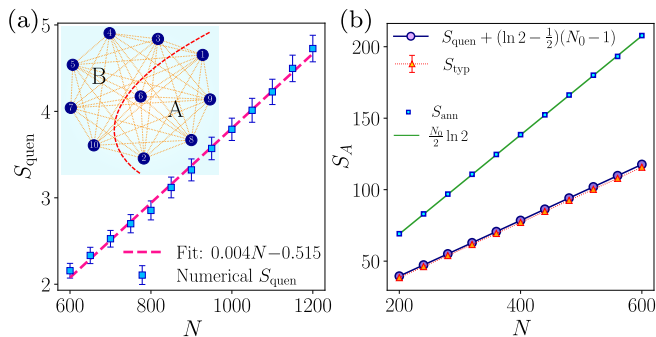 (a)
5
4
3
2
S_quen
600
800
1000
1200
N
4
3
1
5
B
6
9
A
7
10
8
2
Fit: 0.004N−0.515
Numerical S_quen
(b)
200
150
100
50
S_A
200
400
600
N
S_quen + (ln 2 − 1/2)(N_0 − 1)
S_typ
S_ann
N_0/2 ln 2